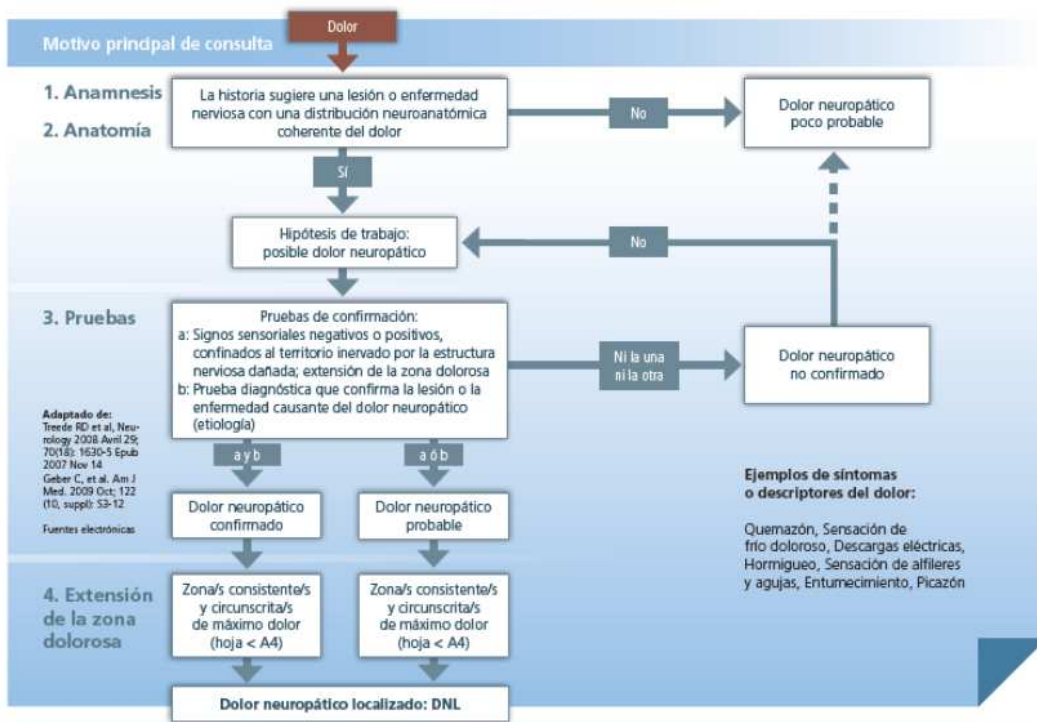 Dolor
Motivo principal de consulta
1. Anamnesis
2. Anatomía
La historia sugiere una lesión o enfermedad
nerviosa con una distribución neuroanatómica
coherente del dolor
No
Dolor neuropático
poco probable
Sí
Hipótesis de trabajo:
posible dolor neuropático
No
3. Pruebas
Pruebas de confirmación:
a: Signos sensoriales negativos o positivos,
confinados al territorio inervado por la estructura
nerviosa dañada; extensión de la zona dolorosa
b: Prueba diagnóstica que confirma la lesión o la
enfermedad causante del dolor neuropático
(etiología)
Ni la una
ni la otra
Dolor neuropático
no confirmado
Adaptado de:
Treede RD et al, Neu-
rology 2008 Avril 29;
70(18): 1630-5 Epub
2007 Nov 14
Geber C, et al. Am J
Med. 2009 Oct; 122
(10, suppl): S3-12
Fuentes electrónicas
a y b
a ó b
Dolor neuropático
confirmado
Dolor neuropático
probable
Ejemplos de síntomas
o descriptores del dolor:
Quemazón, Sensación de
frío doloroso, Descargas eléctricas,
Hormigueo, Sensación de alfileres
y agujas, Entumecimiento, Picazón
4. Extensión
de la zona
dolorosa
Zona/s consistente/s
y circunscrita/s
de máximo dolor
(hoja < A4)
Zona/s consistente/s
y circunscrita/s
de máximo dolor
(hoja < A4)
Dolor neuropático localizado: DNL